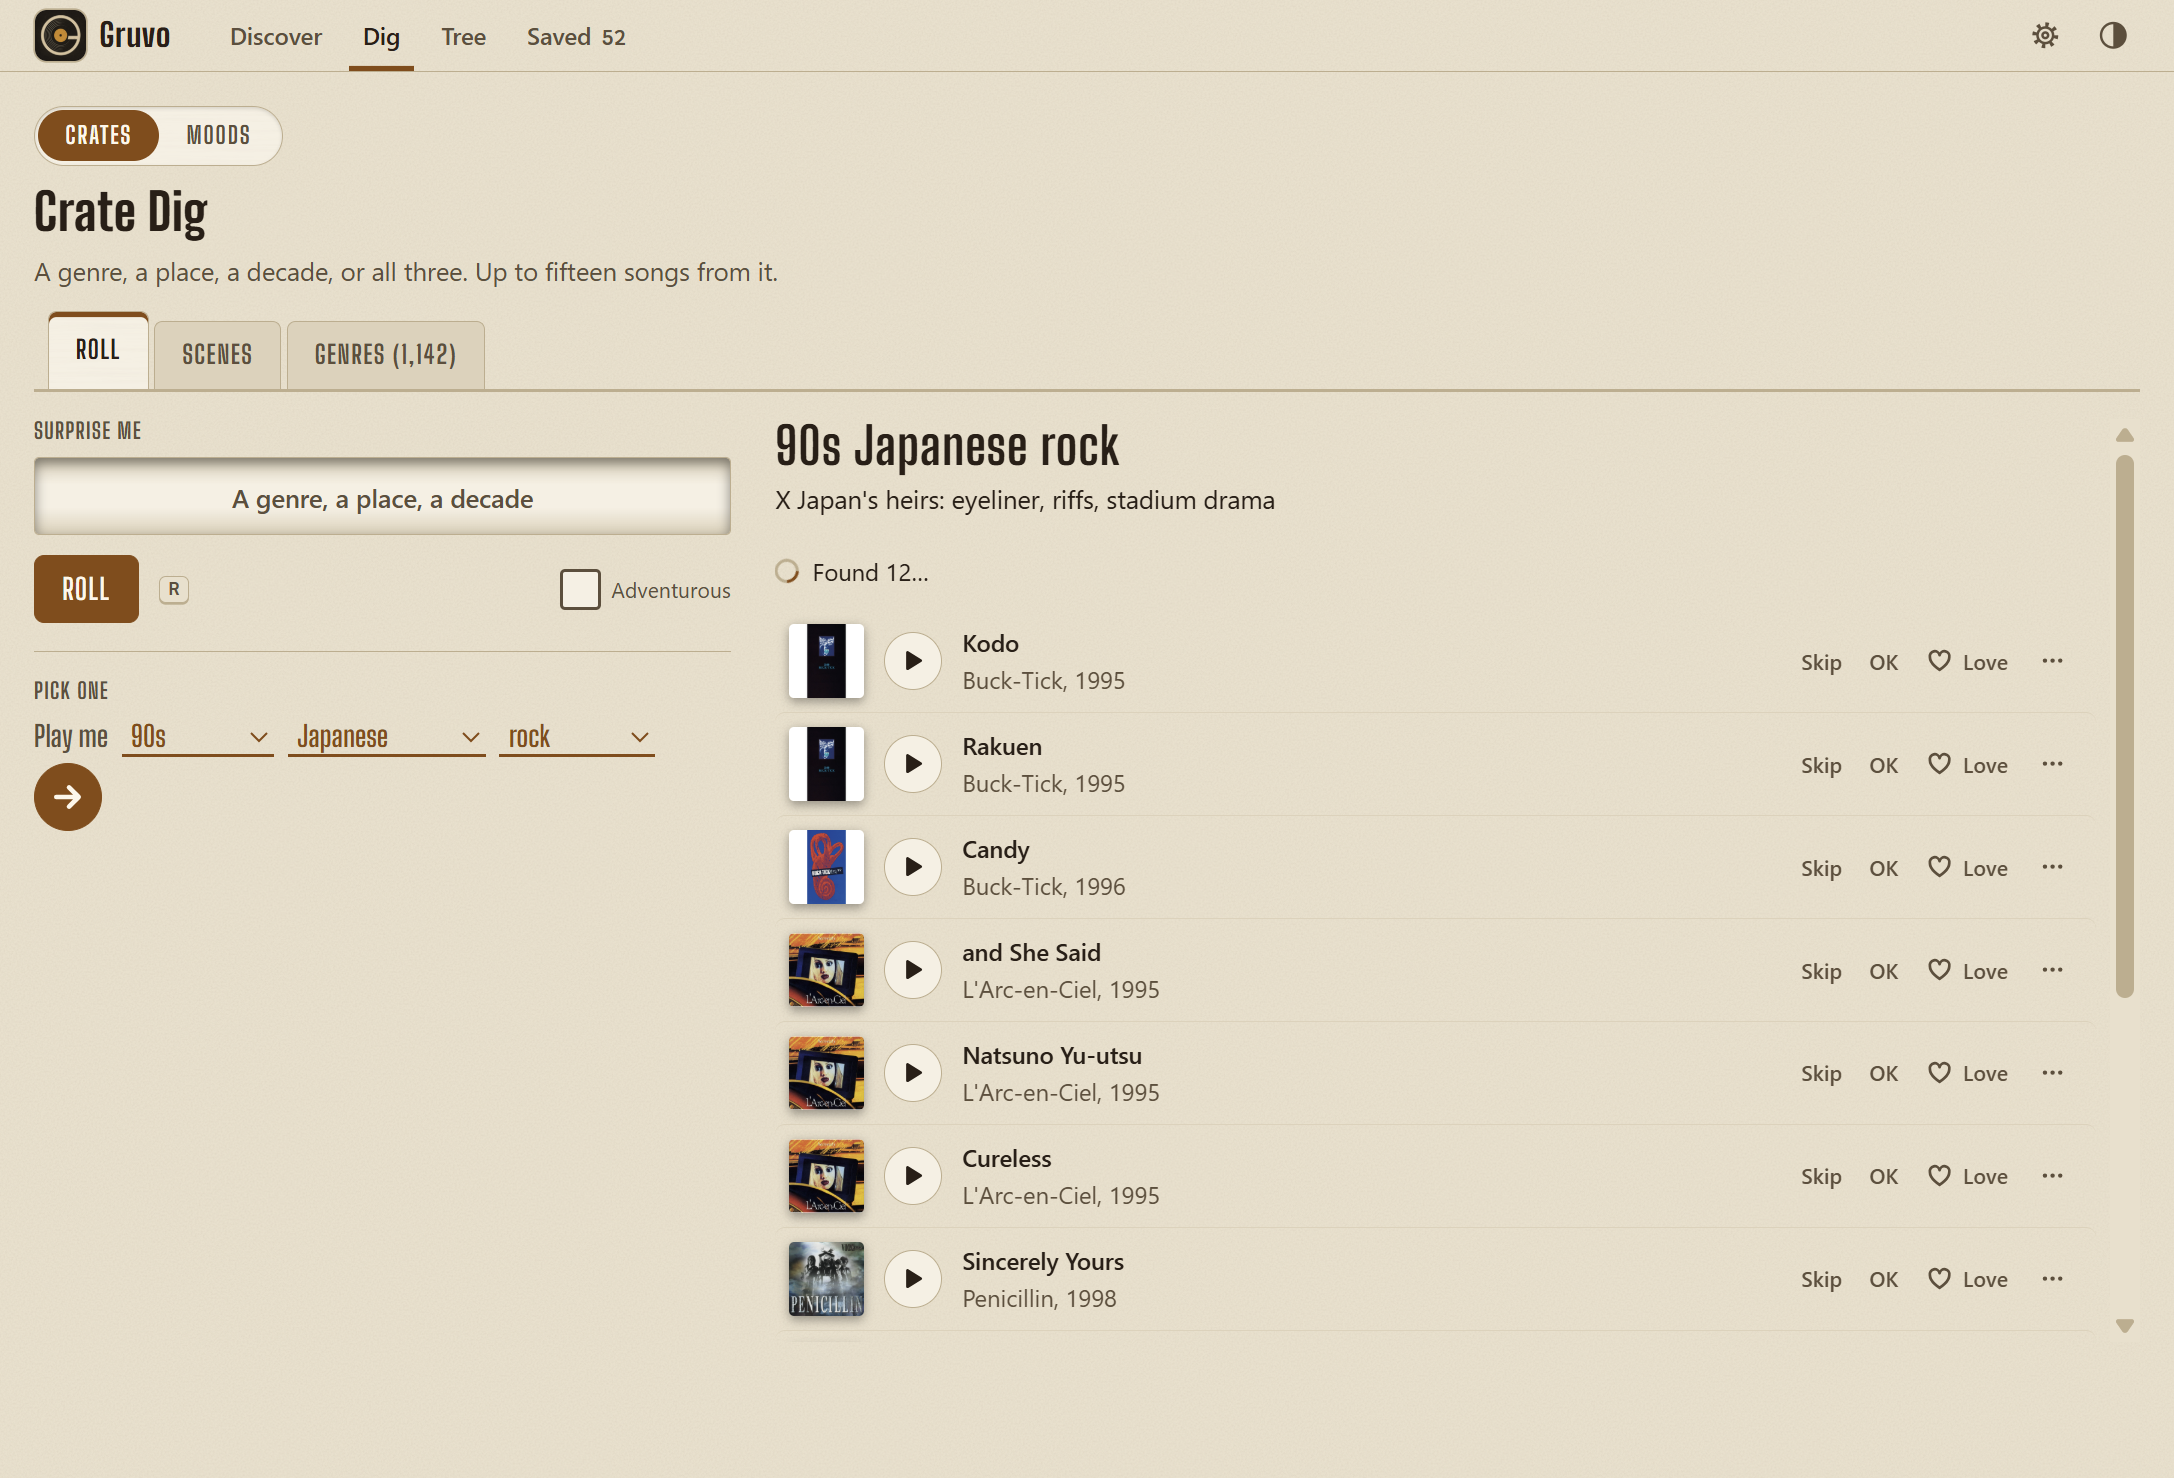 Gruvo
Discover
Dig
Tree
Saved 52
CRATES
MOODS
Crate Dig
A genre, a place, a decade, or all three. Up to fifteen songs from it.
ROLL
SCENES
GENRES (1,142)
SURPRISE ME
A genre, a place, a decade
ROLL
R
Adventurous
PICK ONE
Play me 90s Japanese rock
90s Japanese rock
X Japan's heirs: eyeliner, riffs, stadium drama
Found 12...
Kodo
Buck-Tick, 1995
Skip OK Love
Rakuen
Buck-Tick, 1995
Skip OK Love
Candy
Buck-Tick, 1996
Skip OK Love
and She Said
L'Arc-en-Ciel, 1995
Skip OK Love
Natsuno Yu-utsu
L'Arc-en-Ciel, 1995
Skip OK Love
Cureless
L'Arc-en-Ciel, 1995
Skip OK Love
PENICILLIN
Sincerely Yours
Penicillin, 1998
Skip OK Love